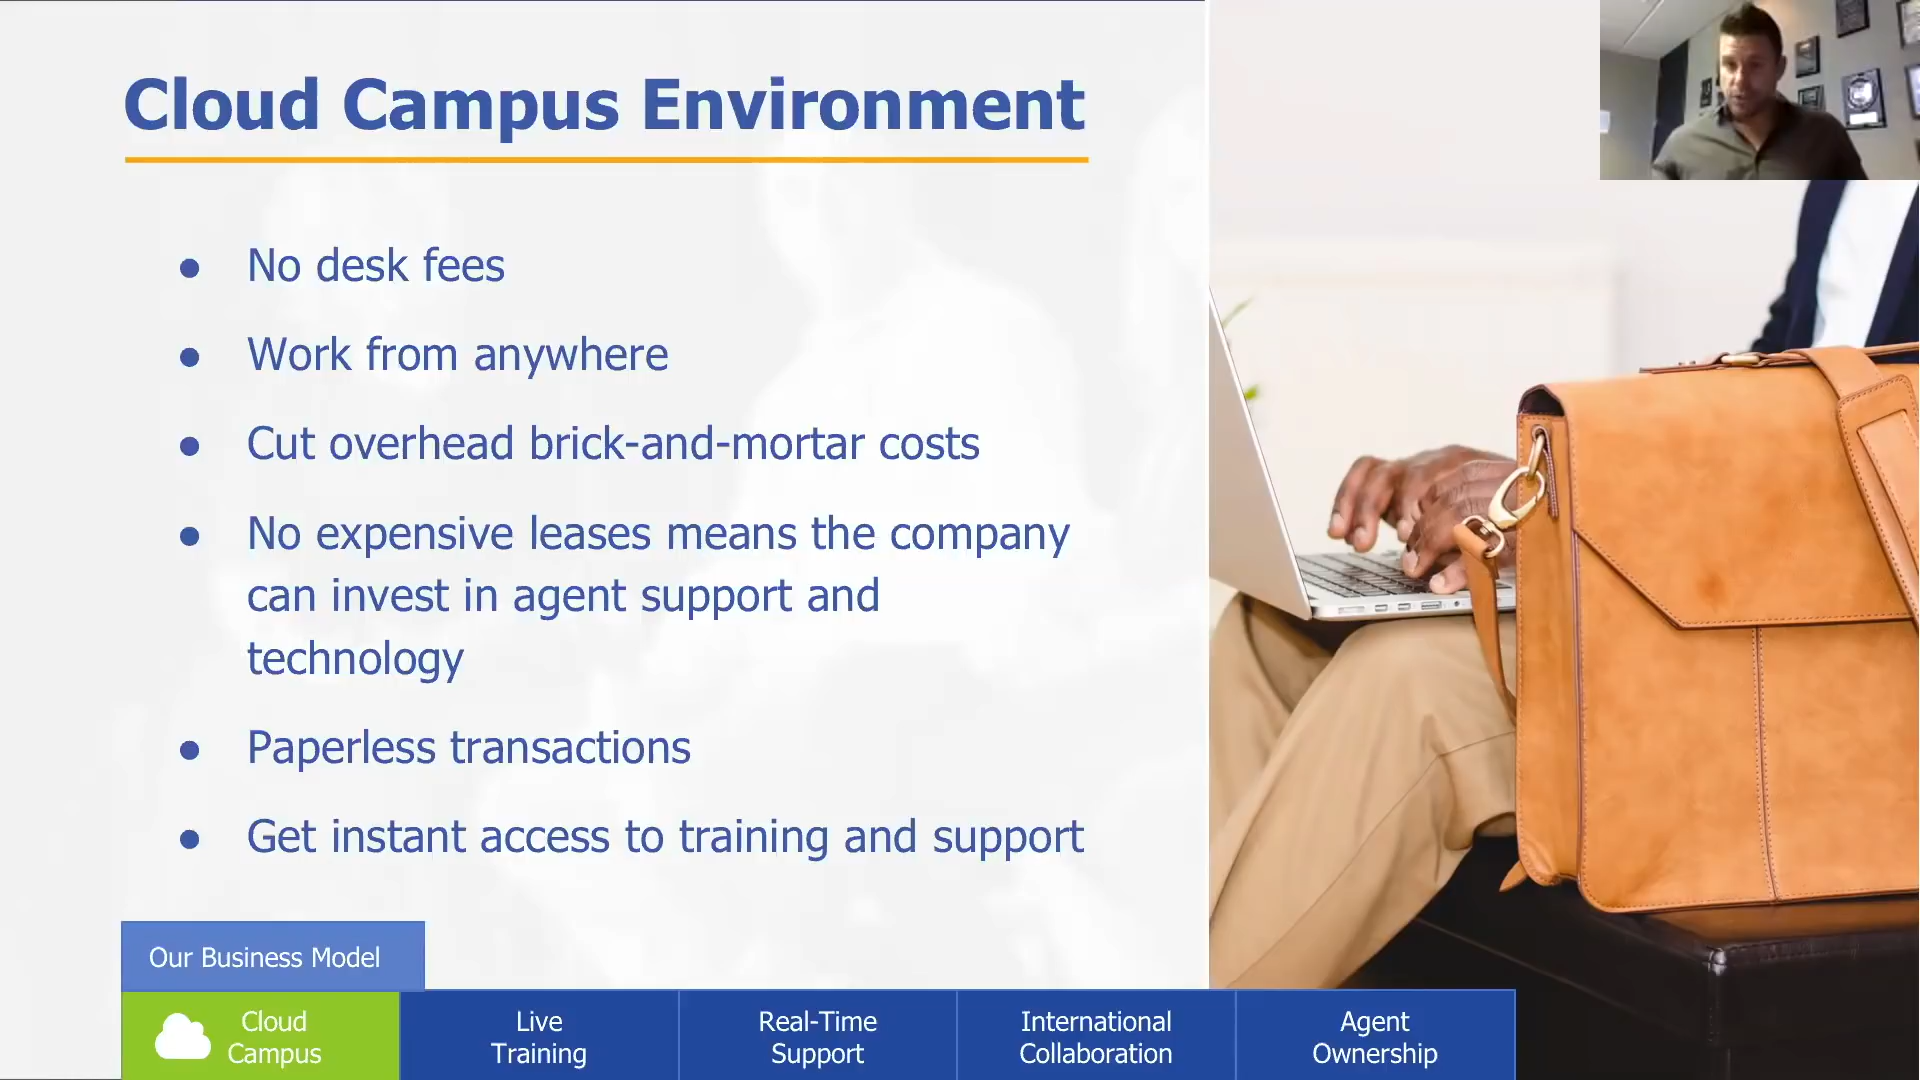 Cloud Campus Environment
● No desk fees
● Work from anywhere
● Cut overhead brick-and-mortar costs
● No expensive leases means the company
can invest in agent support and
technology
● Paperless transactions
● Get instant access to training and support
Our Business Model
Cloud
Campus
Live
Training
Real-Time
Support
International
Collaboration
Agent
Ownership